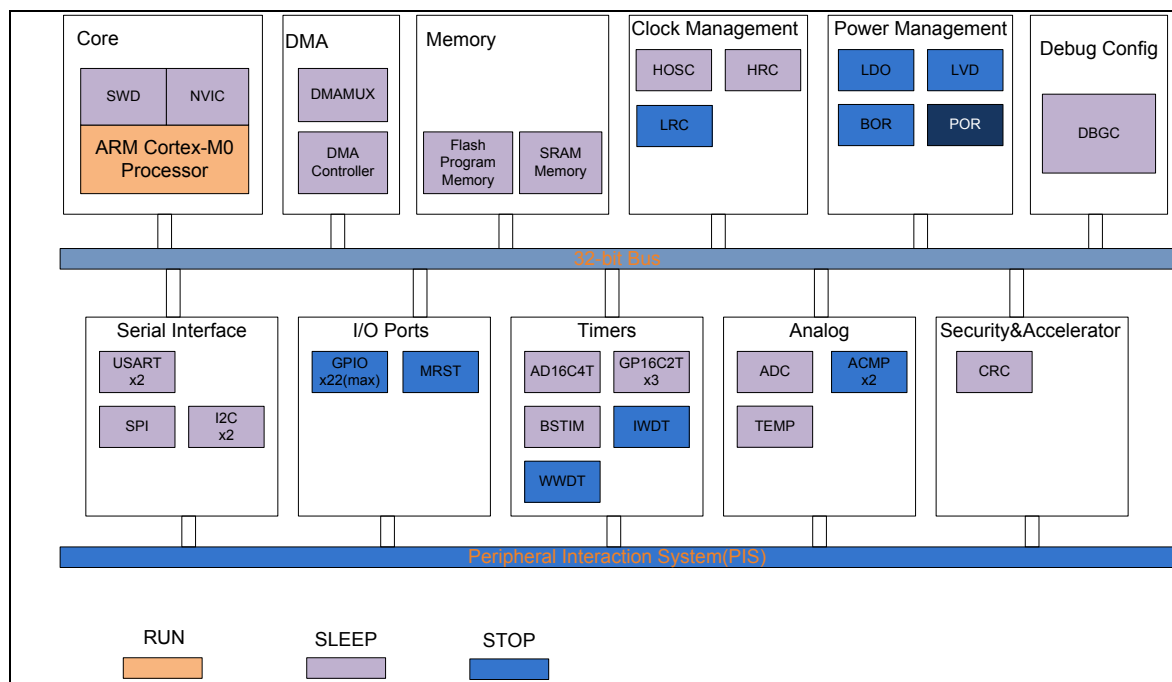 Core
SWD
NVIC
ARM Cortex-M0
Processor
DMA
DMAMUX
DMA
Controller
Memory
Flash
Program
Memory
SRAM
Memory
Clock Management
HOSC
HRC
LRC
Power Management
LDO
LVD
BOR
POR
Debug Config
DBGC
32-bit Bus
Serial Interface
USART
x2
SPI
I2C
x2
I/O Ports
GPIO
x22(max)
MRST
Timers
AD16C4T
GP16C2T
x3
BSTIM
IWDT
WWDT
Analog
ADC
ACMP
x2
TEMP
Security&Accelerator
CRC
Peripheral Interaction System(PIS)
RUN
SLEEP
STOP